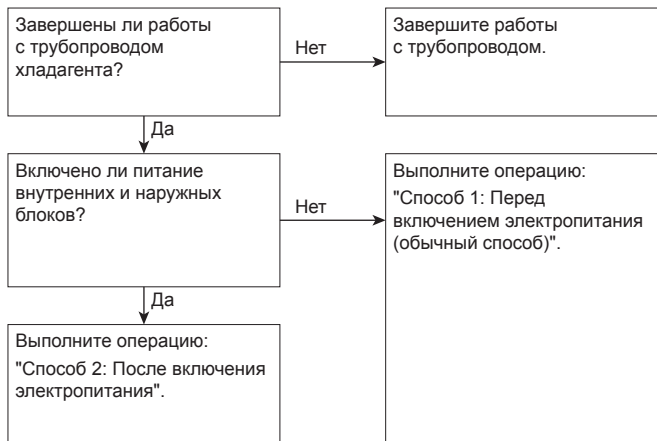 Завершены ли работы
с трубопроводом
хладагента?
Нет
Завершите работы
с трубопроводом.
Да
Включено ли питание
внутренних и наружных
блоков?
Нет
Выполните операцию:
"Способ 1: Перед
включением электропитания
(обычный способ)".
Да
Выполните операцию:
"Способ 2: После включения
электропитания".